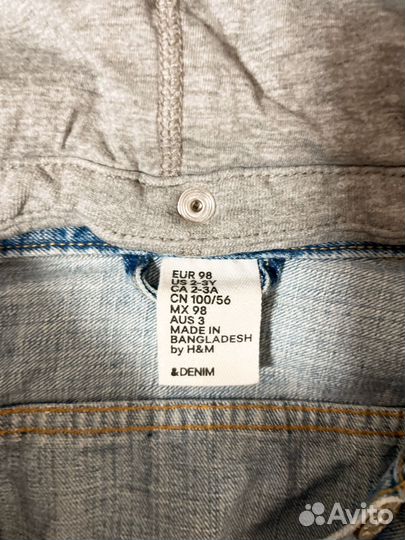 EUR 98
US 2-3Y
CA 2-3A
CN 100/56
MX 98
AUS 3
MADE IN
BANGLADESH
by H&M
&DENIM
Avito